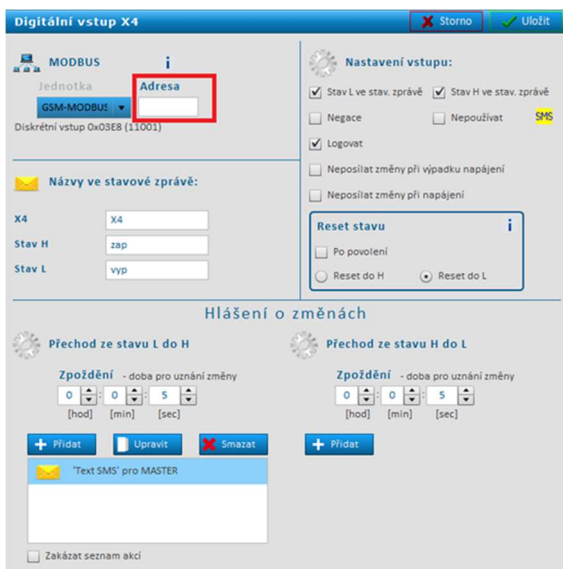 Digitální vstup X4
Storno
Uložit
MODBUS
i
Jednotka
Adresa
GSM-MODBUS
Diskrétní vstup 0x03E8 (11001)
Názvy ve stavové zprávě:
X4
X4
Stav H
zap
Stav L
vyp
Nastavení vstupu:
Stav L ve stav. zprávě
Stav H ve stav. zprávě
Negace
Nepoužívat
SMS
Logovat
Neposílat změny při výpadku napájení
Neposílat změny při napájení
Reset stavu
i
Po povolení
Reset do H
Reset do L
Hlášení o změnách
Přechod ze stavu L do H
Zpoždění - doba pro uznání změny
0 : 0 : 5
[hod] [min] [sec]
Přidat
Upravit
Smazat
'Text SMS' pro MASTER
Zakázat seznam akcí
Přechod ze stavu H do L
Zpoždění - doba pro uznání změny
0 : 0 : 5
[hod] [min] [sec]
Přidat